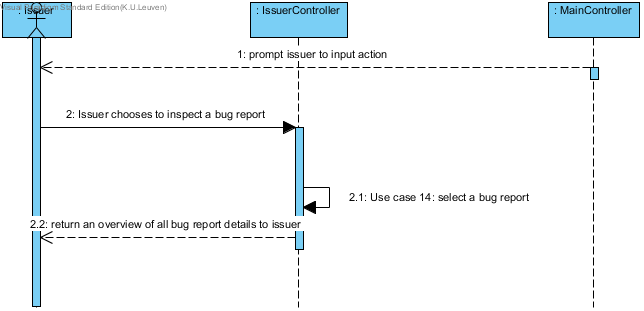 Visual Paradigm Standard Edition(K.U.Leuven)
: Issuer
: IssuerController
: MainController
1: prompt issuer to input action
2: Issuer chooses to inspect a bug report
2.1: Use case 14: select a bug report
2.2: return an overview of all bug report details to issuer